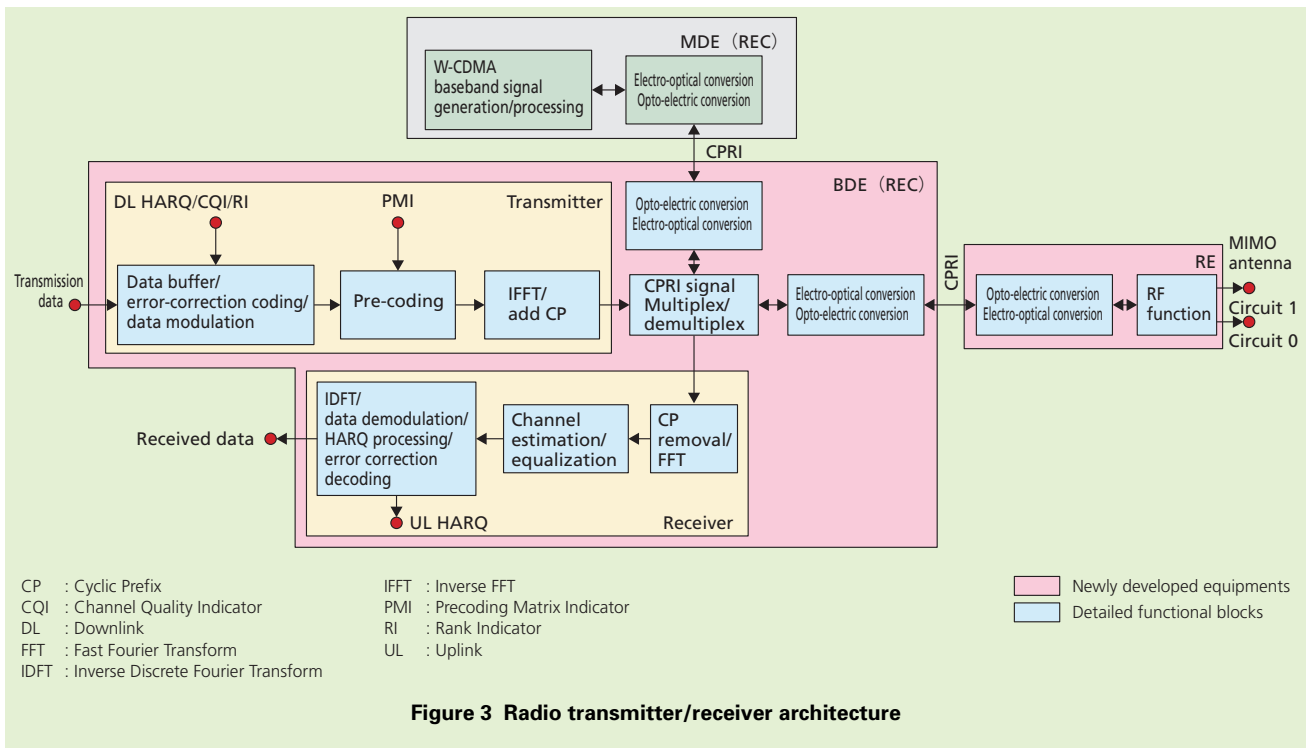 MDE（REC）
W-CDMA
baseband signal
generation/processing
Electro-optical conversion
Opto-electric conversion
CPRI
BDE（REC）
DL HARQ/CQI/RI
PMI
Transmitter
Opto-electric conversion
Electro-optical conversion
Transmission
data
Data buffer/
error-correction coding/
data modulation
Pre-coding
IFFT/
add CP
CPRI signal
Multiplex/
demultiplex
Electro-optical conversion
Opto-electric conversion
CPRI
RE
MIMO
antenna
Opto-electric conversion
Electro-optical conversion
RF
function
Circuit 1
Circuit 0
Received data
IDFT/
data demodulation/
HARQ processing/
error correction
decoding
Channel
estimation/
equalization
CP
removal/
FFT
UL HARQ
Receiver
CP : Cyclic Prefix
CQI : Channel Quality Indicator
DL : Downlink
FFT : Fast Fourier Transform
IDFT : Inverse Discrete Fourier Transform
IFFT : Inverse FFT
PMI : Precoding Matrix Indicator
RI : Rank Indicator
UL : Uplink
Newly developed equipments
Detailed functional blocks
Figure 3 Radio transmitter/receiver architecture